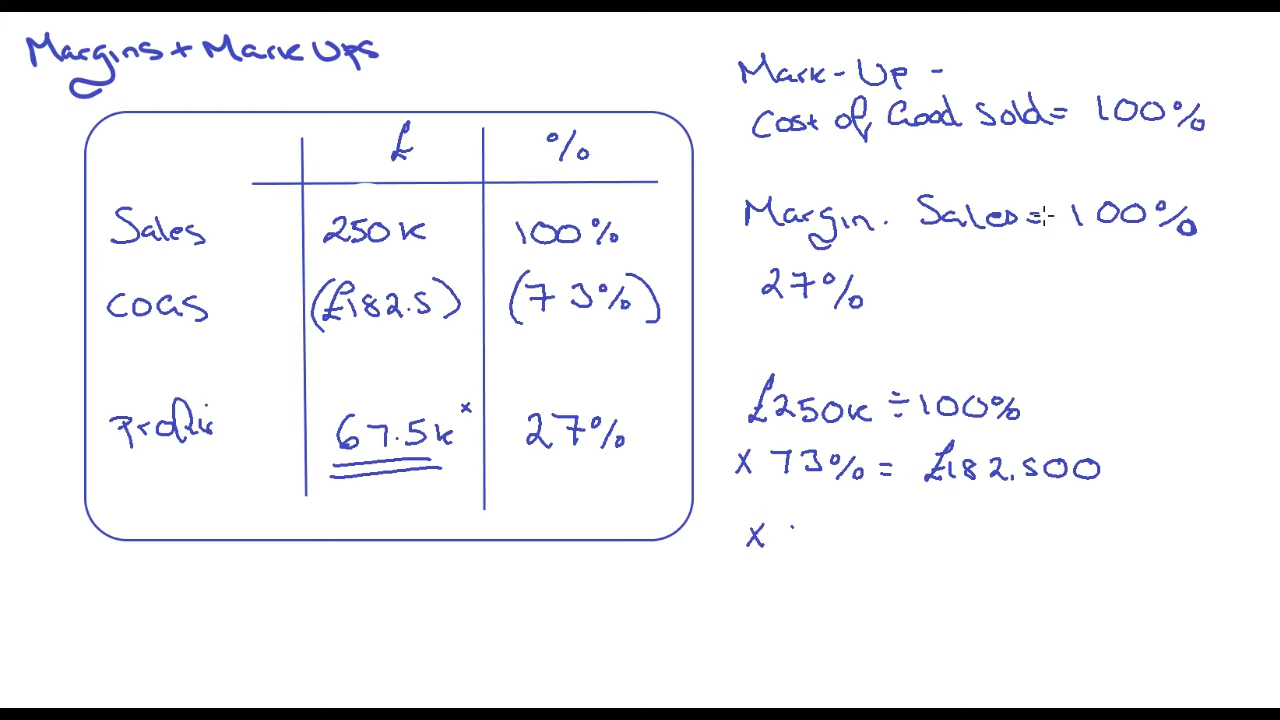 Margins + Mark Ups
£ %
Sales 250K 100%
COGS (£182.5) (73%)
Profit 67.5K x 27%
Mark-Up -
Cost of Good Sold = 100%
Margin. Sales = 100%
27%
£250K ÷ 100%
x 73% = £182,500
x